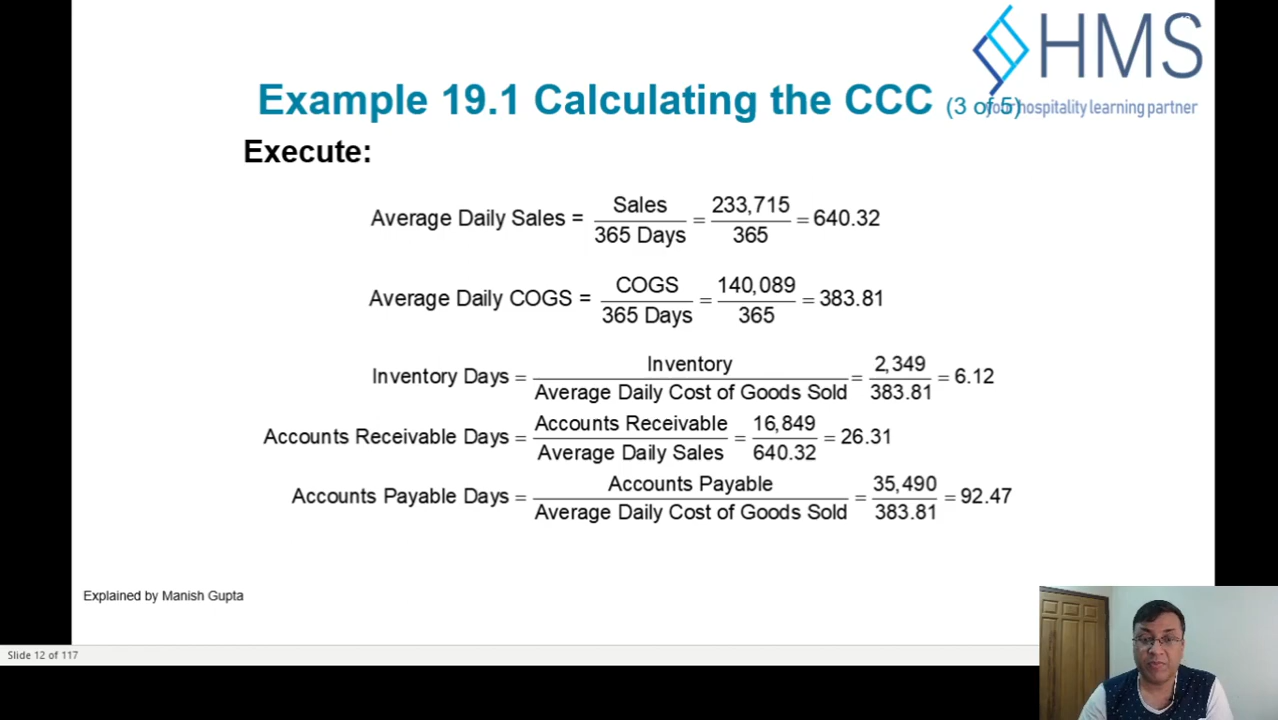 HMS
Example 19.1 Calculating the CCC (3 of 5)
your hospitality learning partner
Execute:
Average Daily Sales = Sales / 365 Days = 233,715 / 365 = 640.32
Average Daily COGS = COGS / 365 Days = 140,089 / 365 = 383.81
Inventory Days = Inventory / Average Daily Cost of Goods Sold = 2,349 / 383.81 = 6.12
Accounts Receivable Days = Accounts Receivable / Average Daily Sales = 16,849 / 640.32 = 26.31
Accounts Payable Days = Accounts Payable / Average Daily Cost of Goods Sold = 35,490 / 383.81 = 92.47
Explained by Manish Gupta
Slide 12 of 117